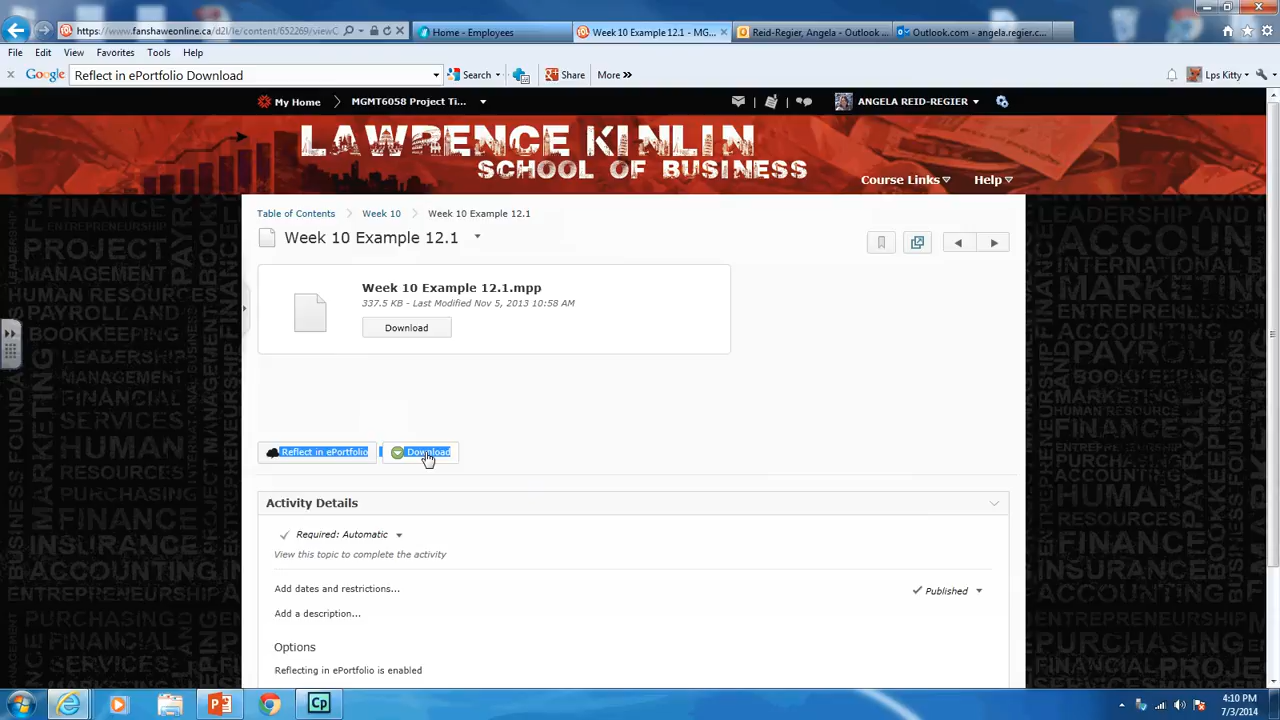 https://www.fanshaweonline.ca/d2l/le/content/652269/viewC
Home - Employees
Week 10 Example 12.1 - MG...
Reid-Regier, Angela - Outlook ...
Outlook.com - angela.regier.c...
File Edit View Favorites Tools Help
Google Reflect in ePortfolio Download Search Share More »
Lps Kitty
My Home MGMT6058 Project Ti... ANGELA REID-REGIER
LAWRENCE KINLIN
SCHOOL OF BUSINESS
Course Links Help
Table of Contents Week 10 Week 10 Example 12.1
Week 10 Example 12.1
Week 10 Example 12.1.mpp
337.5 KB - Last Modified Nov 5, 2013 10:58 AM
Download
Reflect in ePortfolio Download
Activity Details
Required: Automatic
View this topic to complete the activity
Add dates and restrictions...
Published
Add a description...
Options
Reflecting in ePortfolio is enabled
Cp
4:10 PM
7/3/2014